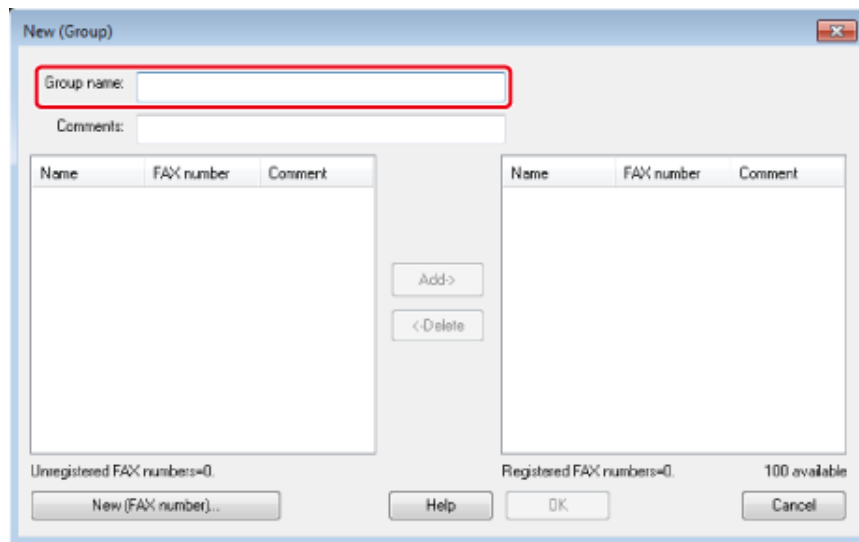 New (Group)
Group name:
Comments:
Name FAX number Comment
Name FAX number Comment
Add->
<-Delete
Unregistered FAX numbers=0.
Registered FAX numbers=0. 100 available
New (FAX number)... Help OK Cancel